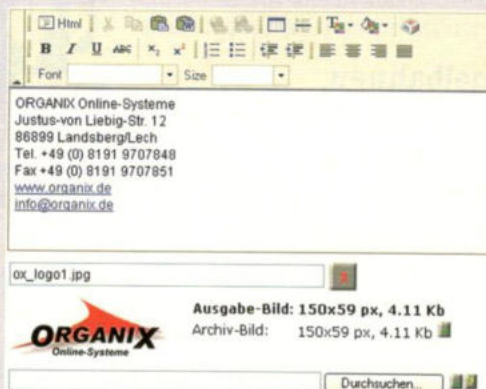 Html
B I U ABC x₂ x²
Font Size
ORGANIX Online-Systeme
Justus-von Liebig-Str. 12
86899 Landsberg/Lech
Tel. +49 (0) 8191 9707848
Fax +49 (0) 8191 9707851
www.organix.de
info@organix.de
ox_logo1.jpg
x
Ausgabe-Bild: 150x59 px, 4.11 Kb
Archiv-Bild: 150x59 px, 4.11 Kb
ORGANIX
Online-Systeme
Durchsuchen...